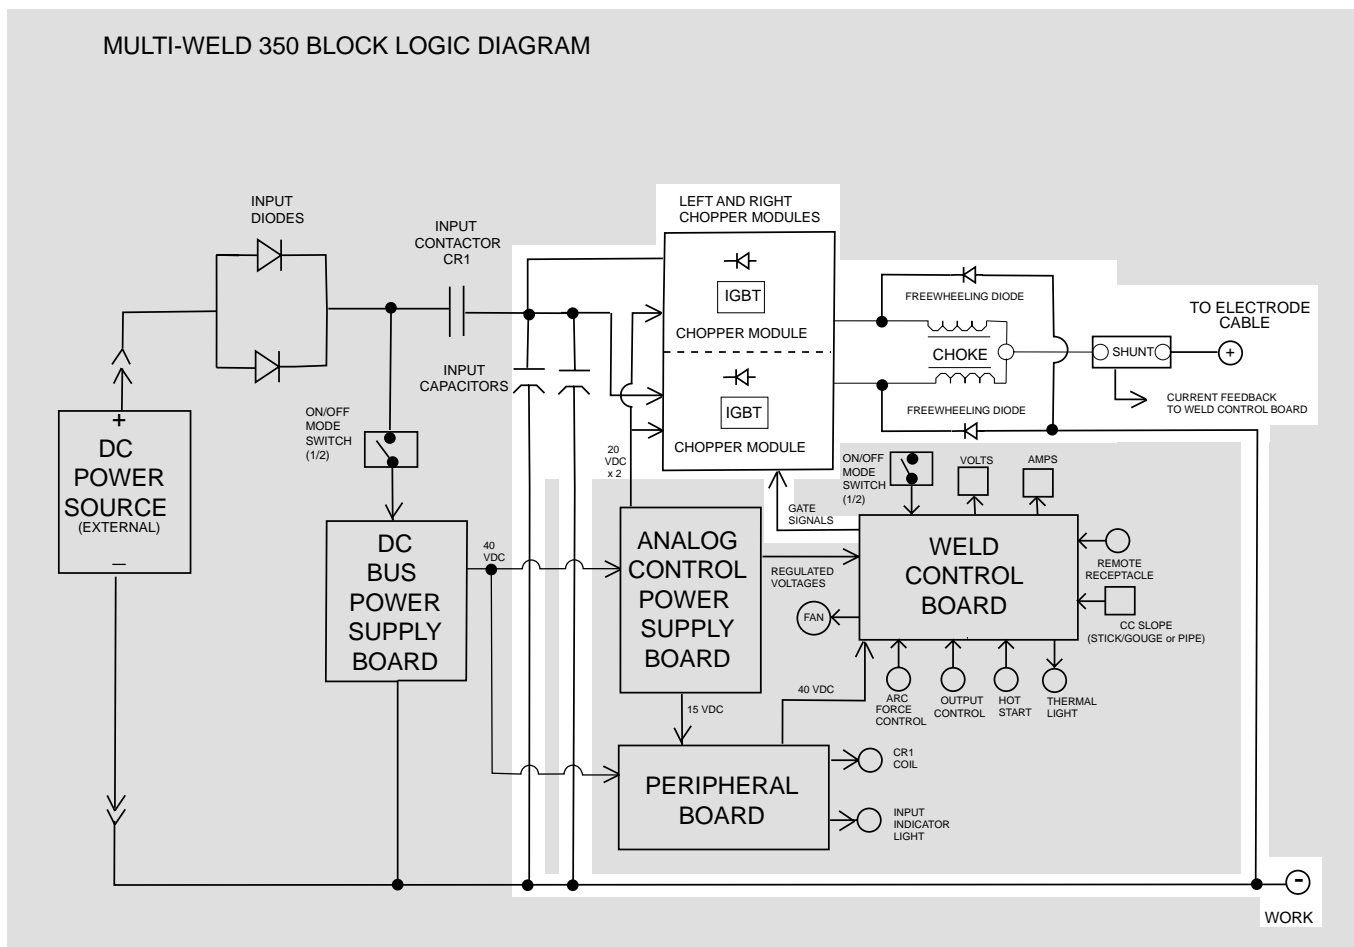 MULTI-WELD 350 BLOCK LOGIC DIAGRAM
INPUT
DIODES
INPUT
CONTACTOR
CR1
LEFT AND RIGHT
CHOPPER MODULES
IGBT
CHOPPER MODULE
IGBT
CHOPPER MODULE
FREEWHEELING DIODE
CHOKE
FREEWHEELING DIODE
SHUNT
TO ELECTRODE
CABLE
+
CURRENT FEEDBACK
TO WELD CONTROL BOARD
INPUT
CAPACITORS
ON/OFF
MODE
SWITCH
(1/2)
+
DC
POWER
SOURCE
(EXTERNAL)
_
20
VDC
x 2
ON/OFF
MODE
SWITCH
(1/2)
VOLTS
AMPS
GATE
SIGNALS
DC
BUS
POWER
SUPPLY
BOARD
40
VDC
ANALOG
CONTROL
POWER
SUPPLY
BOARD
REGULATED
VOLTAGES
WELD
CONTROL
BOARD
REMOTE
RECEPTACLE
CC SLOPE
(STICK/GOUGE or PIPE)
FAN
ARC
FORCE
CONTROL
OUTPUT
CONTROL
HOT
START
THERMAL
LIGHT
40 VDC
15 VDC
PERIPHERAL
BOARD
CR1
COIL
INPUT
INDICATOR
LIGHT
-
WORK